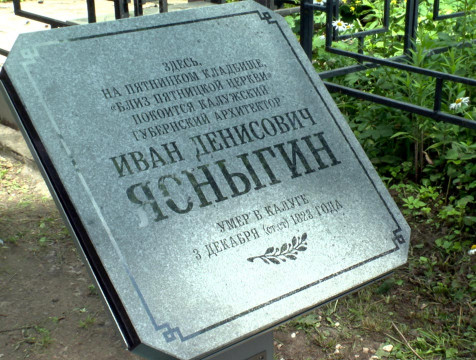 ЗДЕСЬ,
НА ПЯТНИЦКОМ КЛАДБИЩЕ,
«БЛИЗ ПЯТНИЦКОЙ ЦЕРКВИ»
ПОКОИТСЯ КАЛУЖСКИЙ
ГУБЕРНСКИЙ АРХИТЕКТОР
ИВАН ДЕНИСОВИЧ
ЯСНЫГИН
УМЕР В КАЛУГЕ
3 ДЕКАБРЯ (ст.ст) 1824 ГОДА